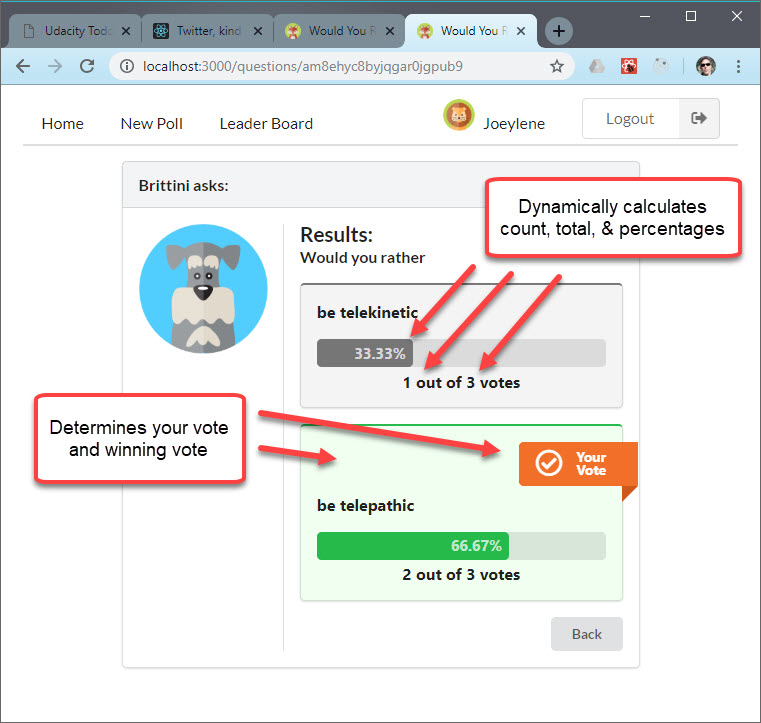 Udacity Todo
Twitter, kind
Would You R
Would You R
localhost:3000/questions/am8ehyc8byjqgar0jgpub9
Home New Poll Leader Board Joeylene Logout
Brittini asks:
Dynamically calculates
count, total, & percentages
Results:
Would you rather
be telekinetic
33.33%
1 out of 3 votes
Determines your vote
and winning vote
Your
Vote
be telepathic
66.67%
2 out of 3 votes
Back